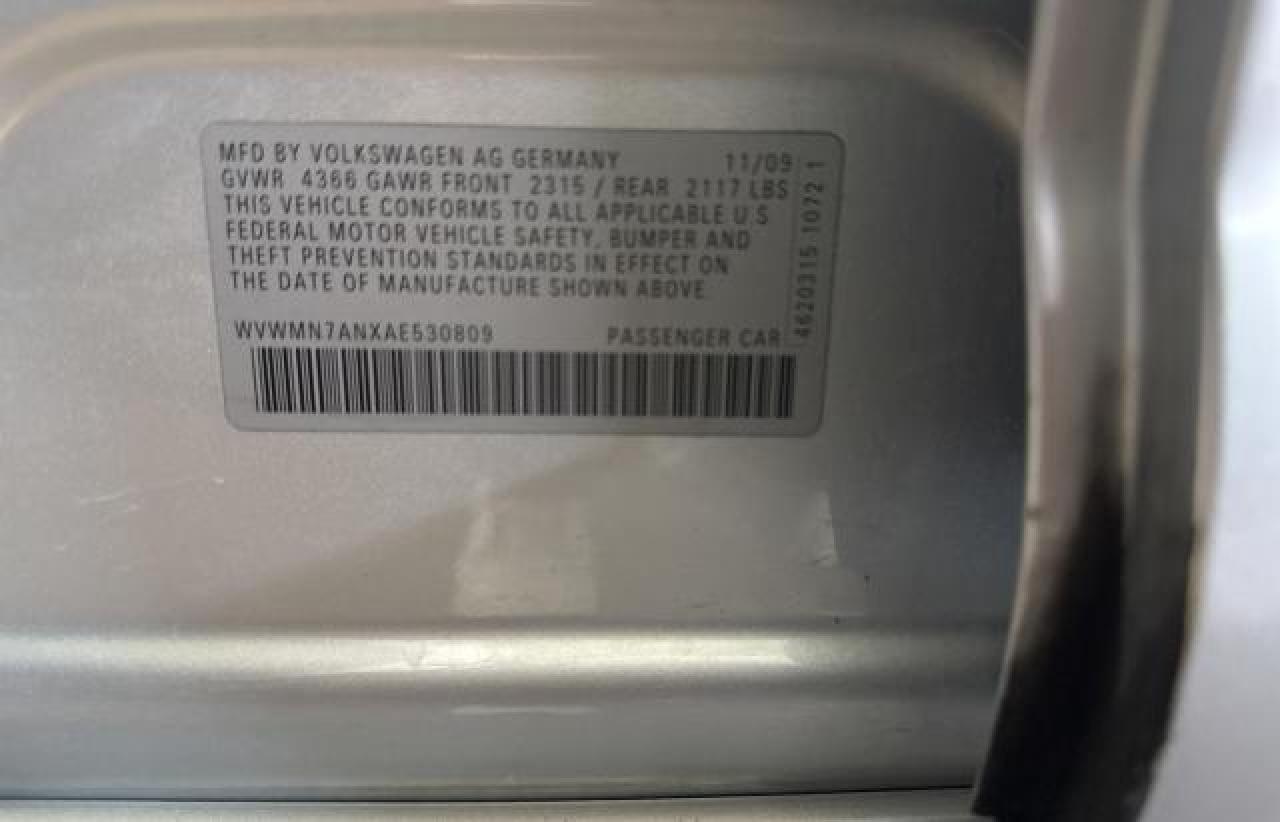 MFD BY VOLKSWAGEN AG GERMANY 11/09
GVWR 4366 GAWR FRONT 2315 / REAR 2117 LBS
THIS VEHICLE CONFORMS TO ALL APPLICABLE U.S
FEDERAL MOTOR VEHICLE SAFETY, BUMPER AND
THEFT PREVENTION STANDARDS IN EFFECT ON
THE DATE OF MANUFACTURE SHOWN ABOVE.
WVWMN7ANXAE530809 PASSENGER CAR
4620315 1072 1